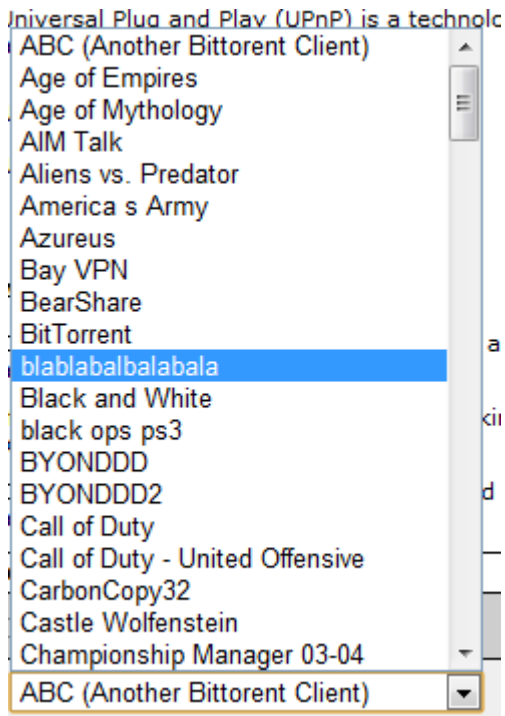 Universal Plug and Play (UPnP) is a technolo
ABC (Another Bittorent Client)
Age of Empires
Age of Mythology
AIM Talk
Aliens vs. Predator
America s Army
Azureus
Bay VPN
BearShare
BitTorrent
a
blablabalbalabala
Black and White
black ops ps3
kin
BYONDDD
BYONDDD2
d
Call of Duty
Call of Duty - United Offensive
CarbonCopy32
Castle Wolfenstein
Championship Manager 03-04
ABC (Another Bittorent Client)